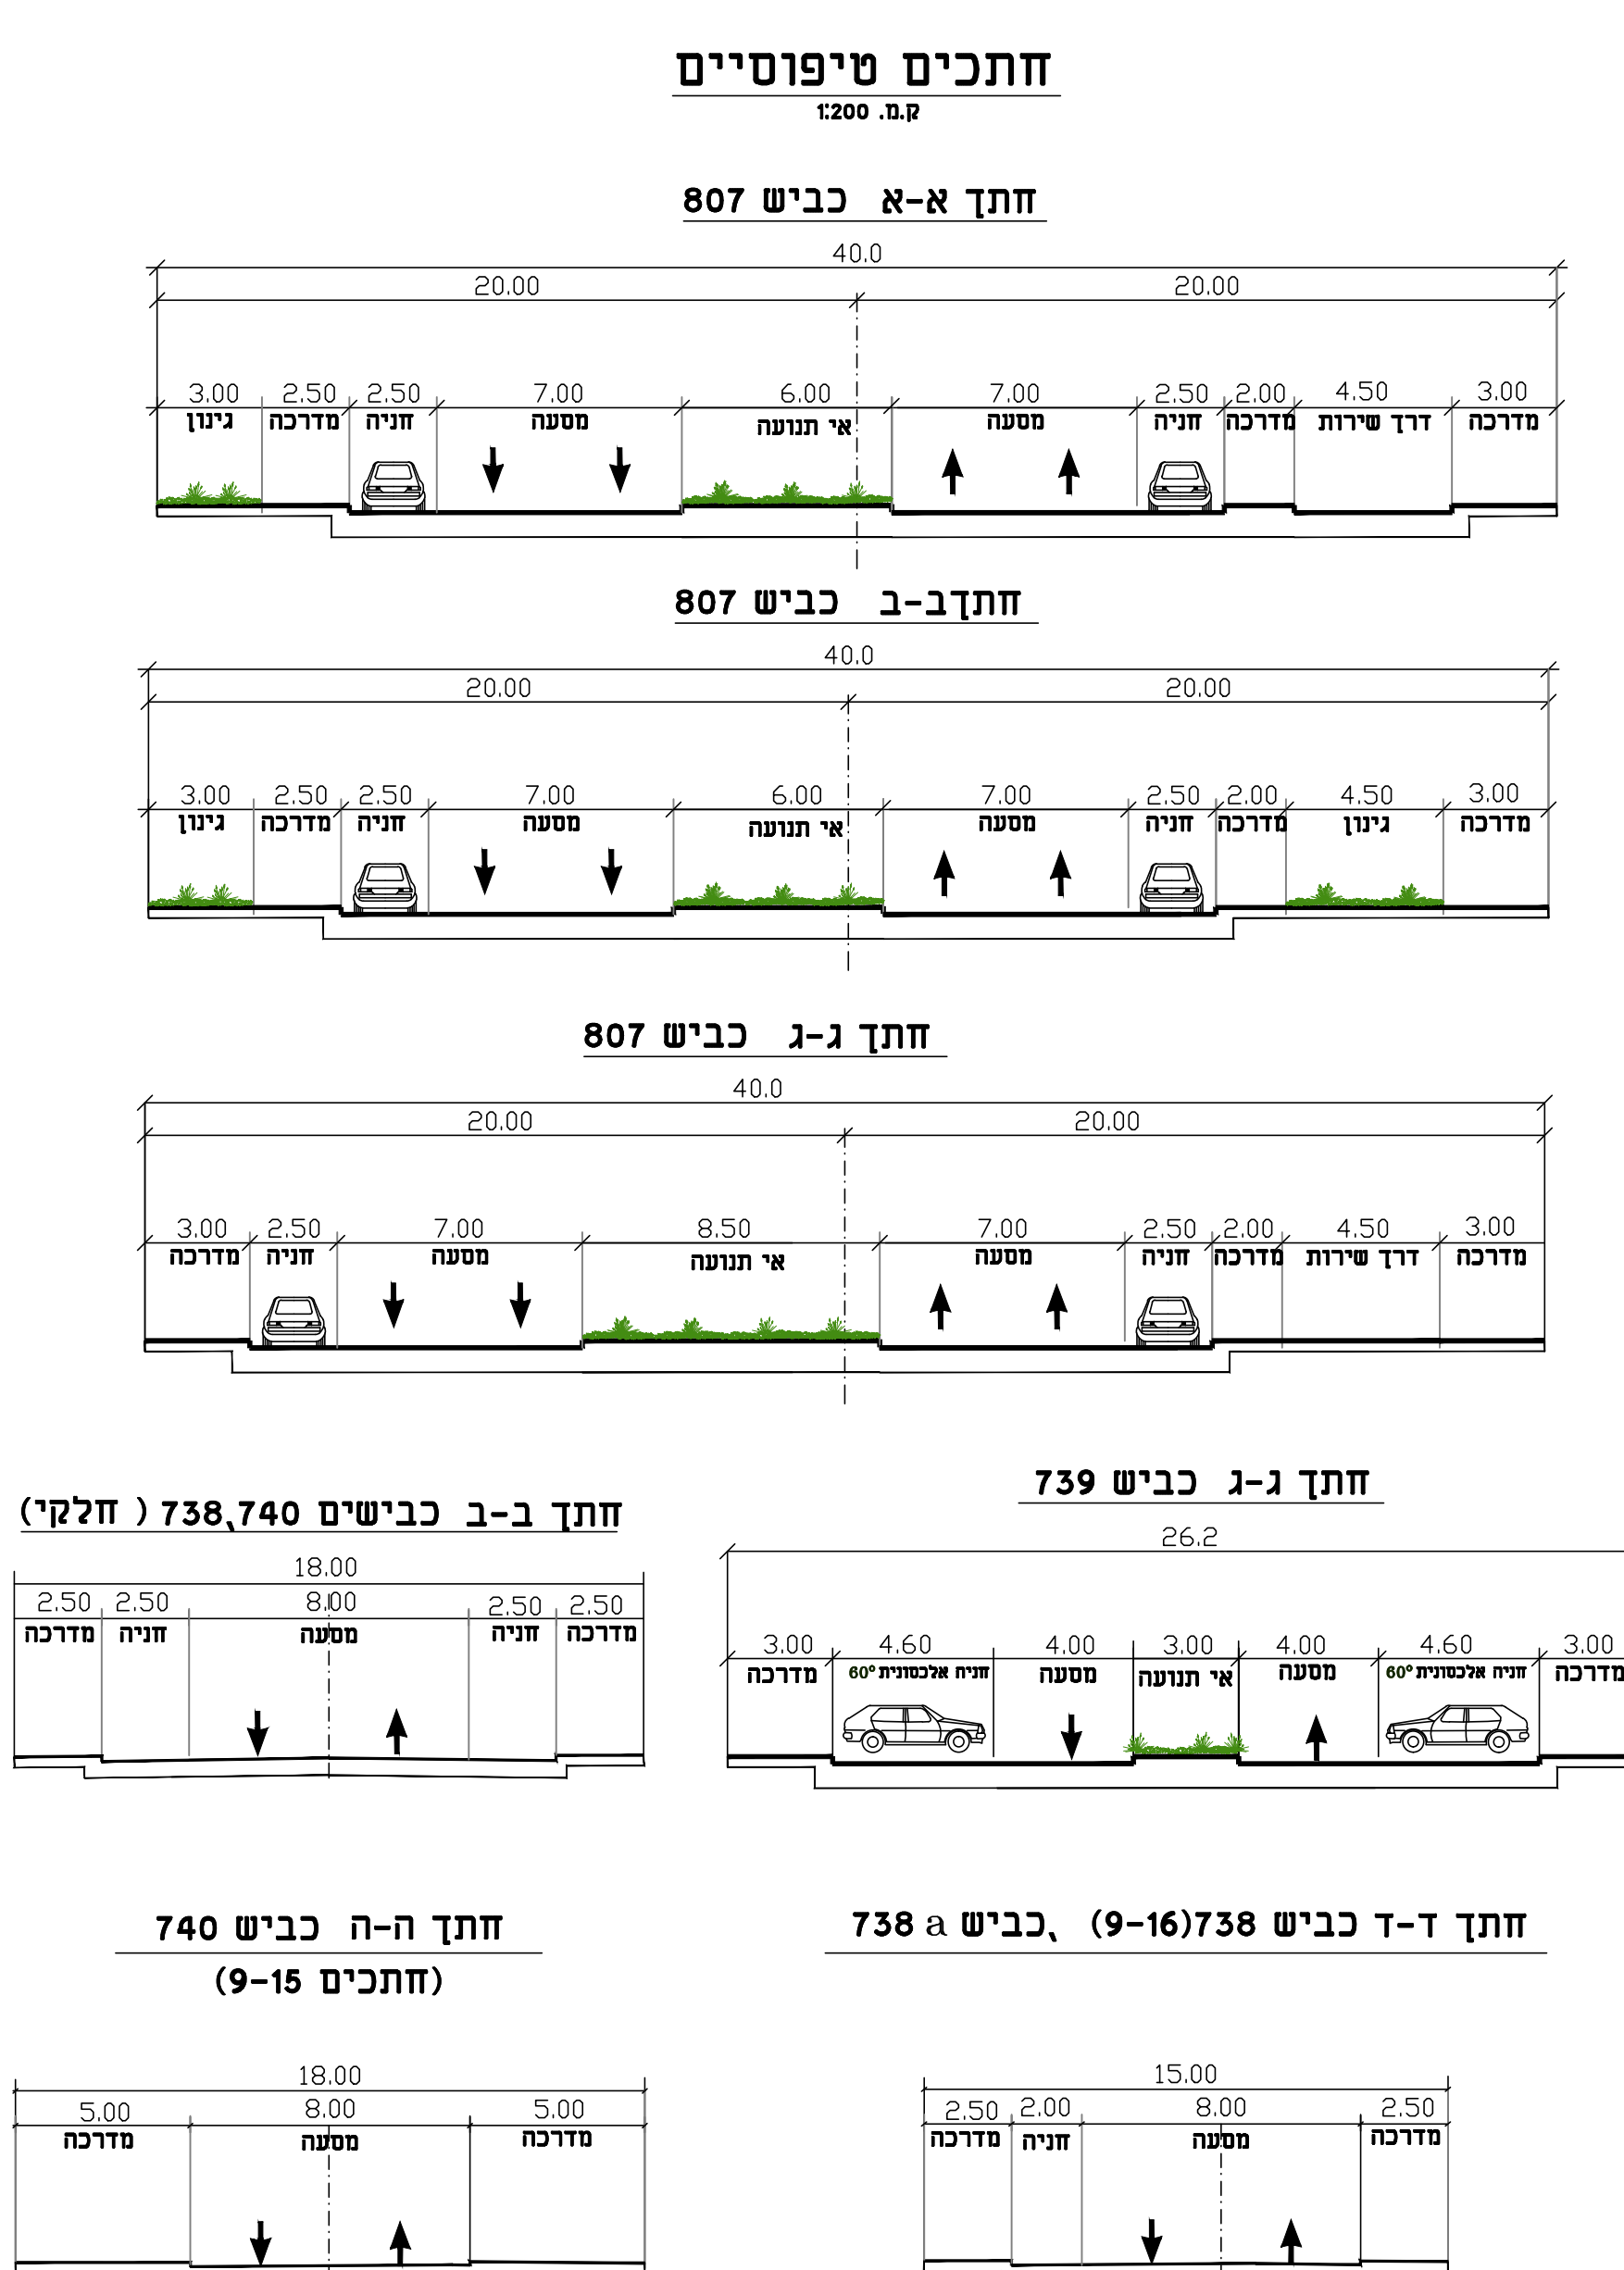 חתכים טיפוסיים
ק.מ. 1:200
חתך א-א כביש 807
40.0
20.00 20.00
3.00 2.50 2.50 7.00 6.00 7.00 2.50 2.00 4.50 3.00
גינון מדרכה חניה מסעה אי תנועה מסעה חניה מדרכה דרך שירות מדרכה
חתךב-ב כביש 807
40.0
20.00 20.00
3.00 2.50 2.50 7.00 6.00 7.00 2.50 2.00 4.50 3.00
גינון מדרכה חניה מסעה אי תנועה מסעה חניה מדרכה גינון מדרכה
חתך ג-ג כביש 807
40.0
20.00 20.00
3.00 2.50 7.00 8.50 7.00 2.50 2.00 4.50 3.00
מדרכה חניה מסעה אי תנועה מסעה חניה מדרכה דרך שירות מדרכה
חתך ג-ג כביש 739
26.2
3.00 4.60 4.00 3.00 4.00 4.60 3.00
מדרכה חניה אלכסונית 60° מסעה אי תנועה מסעה חניה אלכסונית 60° מדרכה
חתך ב-ב כבישים 738,740 ( חלקי)
18.00
2.50 2.50 8.00 2.50 2.50
מדרכה חניה מסעה חניה מדרכה
חתך ד-ד כביש 738(9-16) ,כביש 738 a
15.00
2.50 2.00 8.00 2.50
מדרכה חניה מסעה מדרכה
חתך ה-ה כביש 740
(חתכים 9-15)
18.00
5.00 8.00 5.00
מדרכה מסעה מדרכה